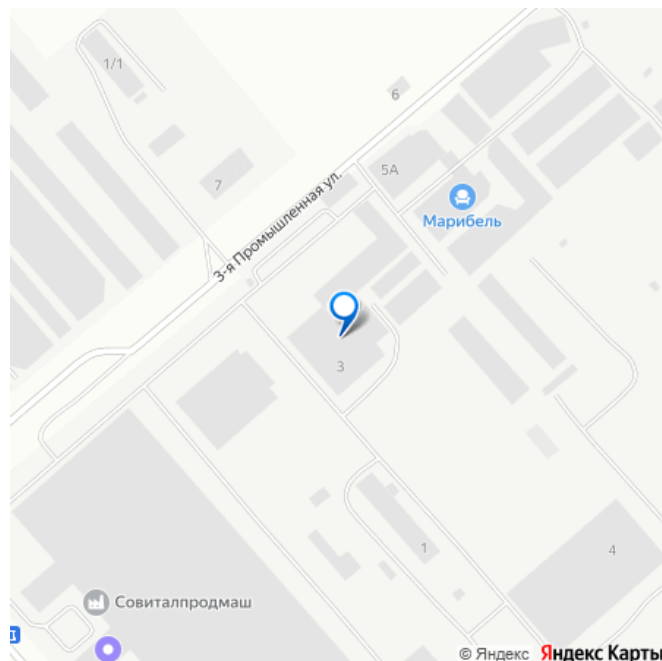 1/1
6
5А
7
3-я Промышленная ул.
Марибель
3
1
4
Совиталпродмаш
© Яндекс Яндекс Карты